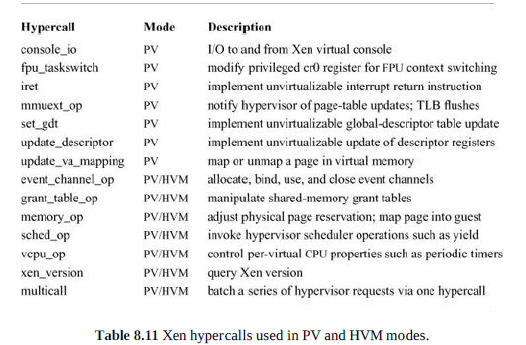 Hypercall Mode Description
console_io PV I/O to and from Xen virtual console
fpu_taskswitch PV modify privileged cr0 register for FPU context switching
iret PV implement unvirtualizable interrupt return instruction
mmuext_op PV notify hypervisor of page-table updates; TLB flushes
set_gdt PV implement unvirtualizable global-descriptor table update
update_descriptor PV implement unvirtualizable update of descriptor registers
update_va_mapping PV map or unmap a page in virtual memory
event_channel_op PV/HVM allocate, bind, use, and close event channels
grant_table_op PV/HVM manipulate shared-memory grant tables
memory_op PV/HVM adjust physical page reservation; map page into guest
sched_op PV/HVM invoke hypervisor scheduler operations such as yield
vcpu_op PV/HVM control per-virtual CPU properties such as periodic timers
xen_version PV/HVM query Xen version
multicall PV/HVM batch a series of hypervisor requests via one hypercall
Table 8.11 Xen hypercalls used in PV and HVM modes.